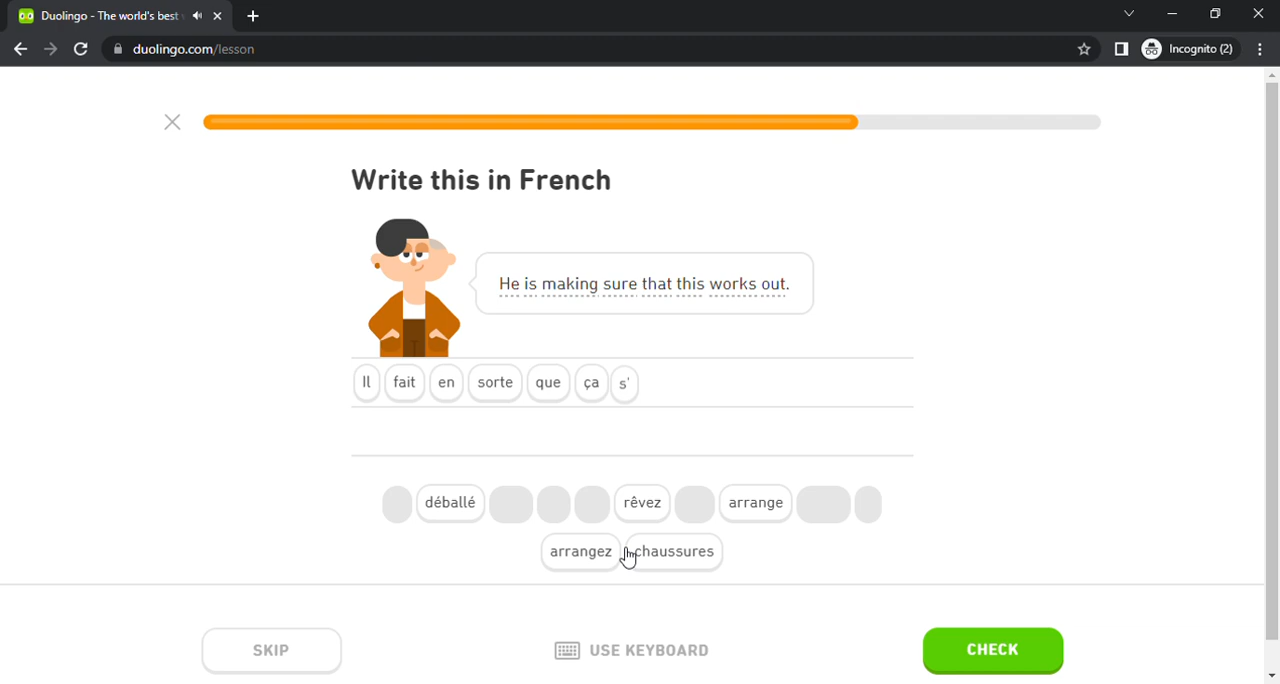 Duolingo - The world's best
duolingo.com/lesson
Incognito (2)
Write this in French
He is making sure that this works out.
Il fait en sorte que ça s'
déballé rêvez arrange
arrangez chaussures
SKIP USE KEYBOARD CHECK